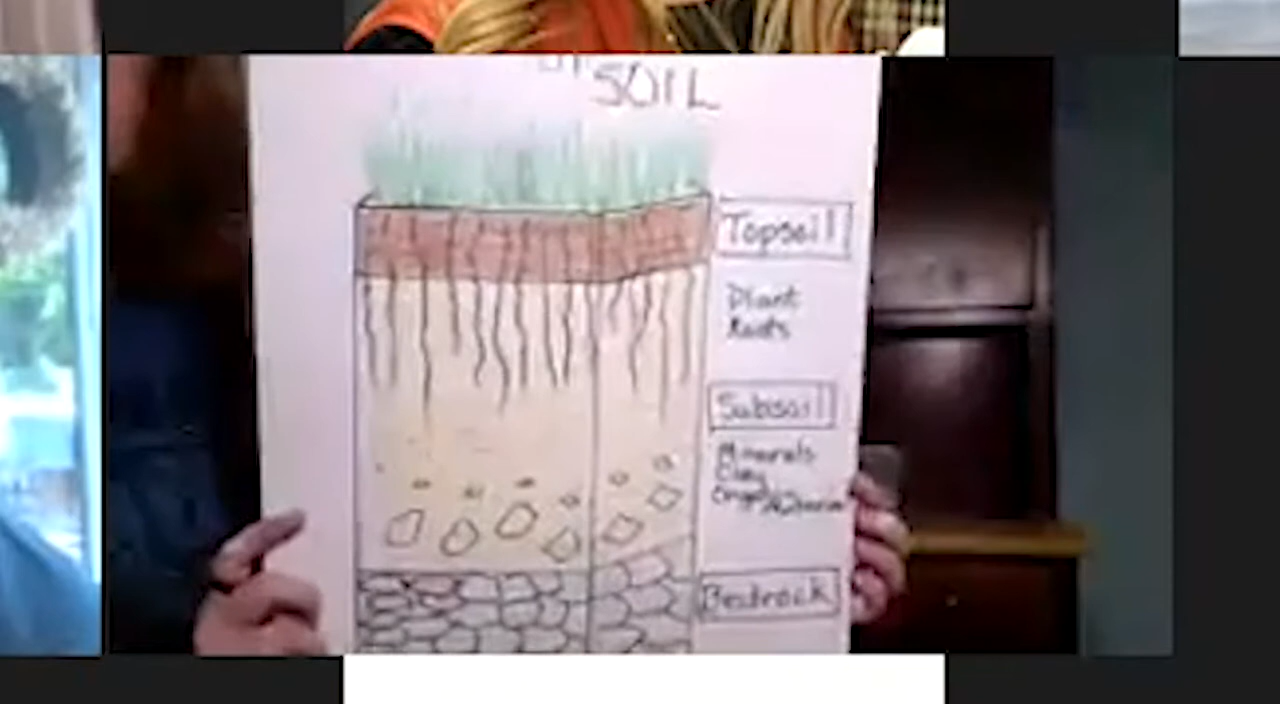 SOIL
Topsoil
Plant
Roots
Subsoil
Minerals
Clay
Bedrock